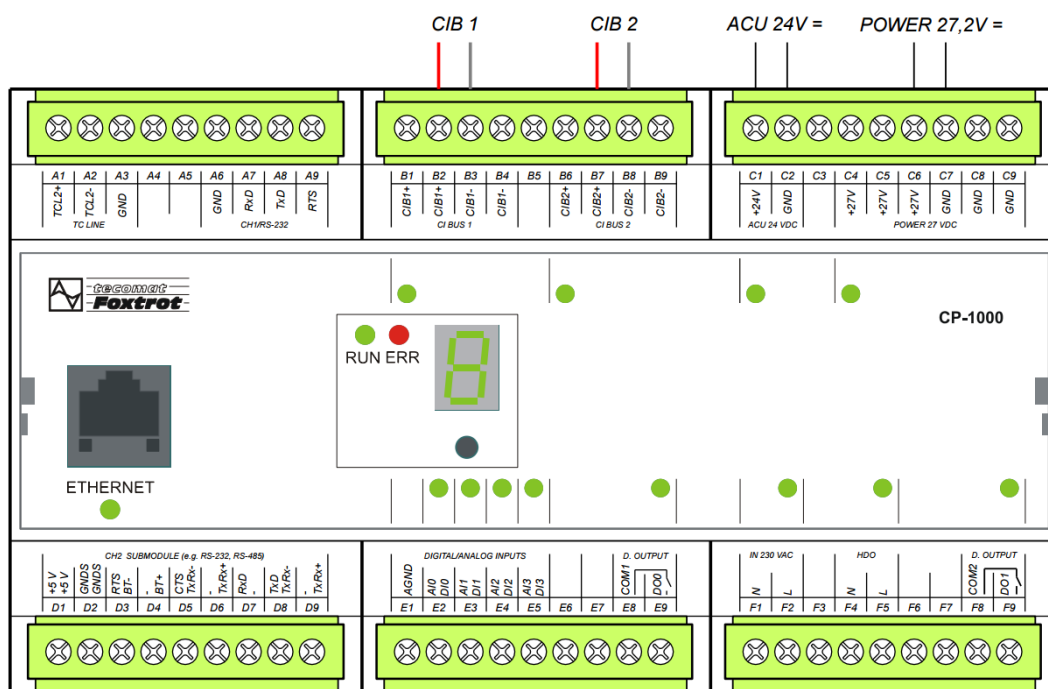 CIB 1 CIB 2 ACU 24V = POWER 27,2V =
A1 A2 A3 A4 A5 A6 A7 A8 A9
TCL2+ TCL2- GND GND RxD TxD RTS
TC LINE CH1/RS-232
B1 B2 B3 B4 B5 B6 B7 B8 B9
CIB1+ CIB1+ CIB1- CIB1- CIB2+ CIB2+ CIB2- CIB2-
CI BUS 1 CI BUS 2
C1 C2 C3 C4 C5 C6 C7 C8 C9
+24V GND +27V +27V +27V GND GND GND
ACU 24 VDC POWER 27 VDC
tecomat
Foxtrot
CP-1000
RUN ERR
8
ETHERNET
CH2 SUBMODULE (e.g. RS-232, RS-485)
+5 V GNDS RTS - CTS - RxD TxD -
+5 V GNDS BT- BT+ TxRx- TxRx+ - TxRx- TxRx+
D1 D2 D3 D4 D5 D6 D7 D8 D9
DIGITAL/ANALOG INPUTS D. OUTPUT
AGND AI0 AI1 AI2 AI3 COM1 DO0
DI0 DI1 DI2 DI3
E1 E2 E3 E4 E5 E6 E7 E8 E9
IN 230 VAC HDO D. OUTPUT
N L N L COM2 DO1
F1 F2 F3 F4 F5 F6 F7 F8 F9